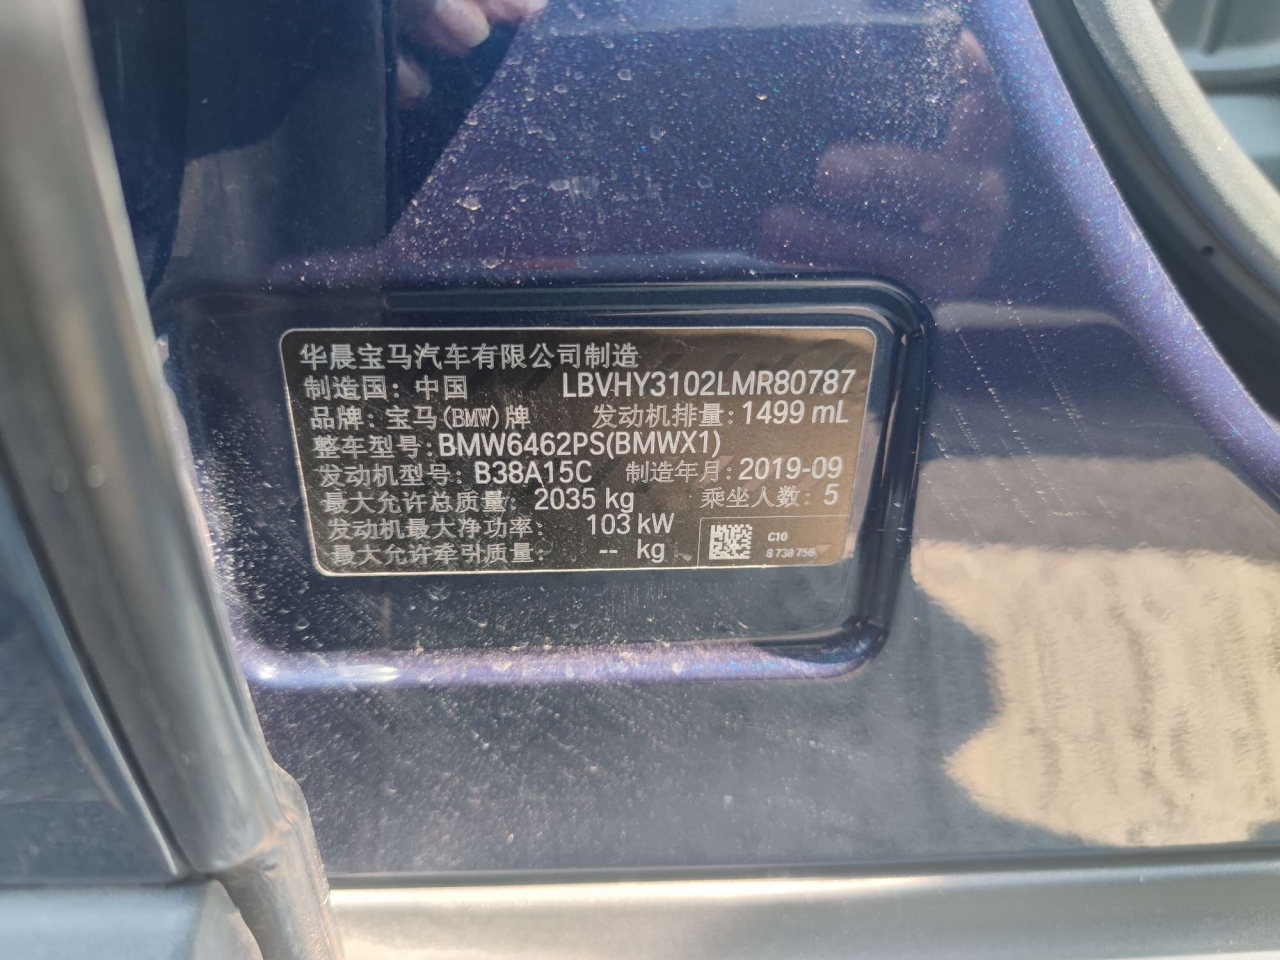 华晨宝马汽车有限公司制造
制造国：中国 LBVHY3102LMR80787
品牌：宝马(BMW)牌 发动机排量：1499 mL
整车型号：BMW6462PS(BMWX1)
发动机型号：B38A15C 制造年月：2019-09
最大允许总质量：2035 kg 乘坐人数：5
发动机最大净功率：103 kW
最大允许牵引质量：-- kg
C10
8 738 756